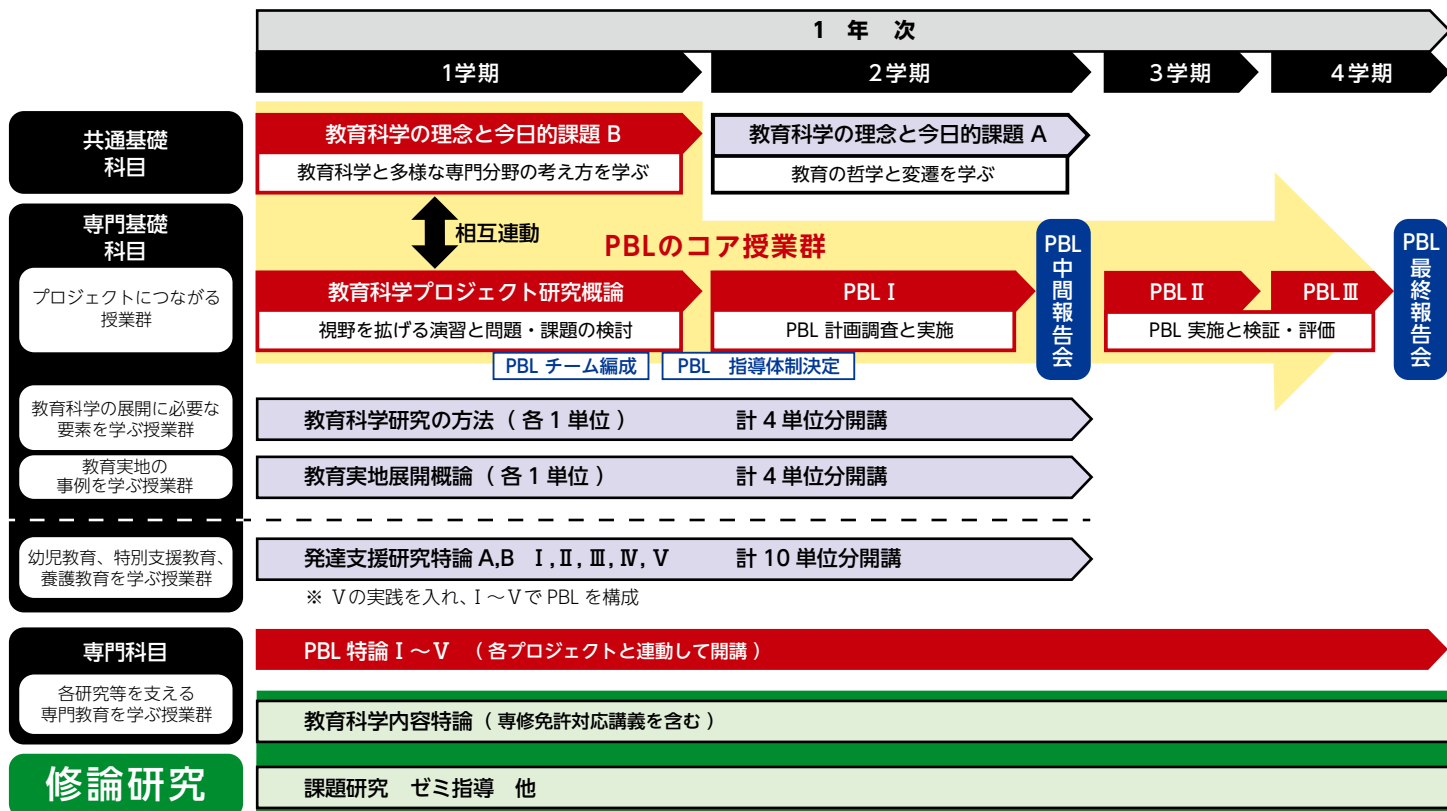 1 年 次
1学期
2学期
3学期
4学期
共通基礎
科目
教育科学の理念と今日的課題 B
教育科学と多様な専門分野の考え方を学ぶ
教育科学の理念と今日的課題 A
教育の哲学と変遷を学ぶ
専門基礎
科目
相互連動
PBLのコア授業群
プロジェクトにつながる
授業群
教育科学プロジェクト研究概論
視野を拡げる演習と問題・課題の検討
PBL Ⅰ
PBL 計画調査と実施
PBL 中間報告会
PBL Ⅱ
PBL Ⅲ
PBL 実施と検証・評価
PBL 最終報告会
PBL チーム編成
PBL 指導体制決定
教育科学の展開に必要な
要素を学ぶ授業群
教育科学研究の方法（ 各 1 単位 ） 計 4 単位分開講
教育実地の
事例を学ぶ授業群
教育実地展開概論（ 各 1 単位 ） 計 4 単位分開講
幼児教育、特別支援教育、
養護教育を学ぶ授業群
発達支援研究特論 A,B Ⅰ, Ⅱ, Ⅲ, Ⅳ, Ⅴ 計 10 単位分開講
※ Ⅴの実践を入れ、Ⅰ～Ⅴで PBL を構成
専門科目
PBL 特論 Ⅰ ～ Ⅴ （ 各プロジェクトと連動して開講 ）
各研究等を支える
専門教育を学ぶ授業群
教育科学内容特論（ 専修免許対応講義を含む ）
修論研究
課題研究 ゼミ指導 他